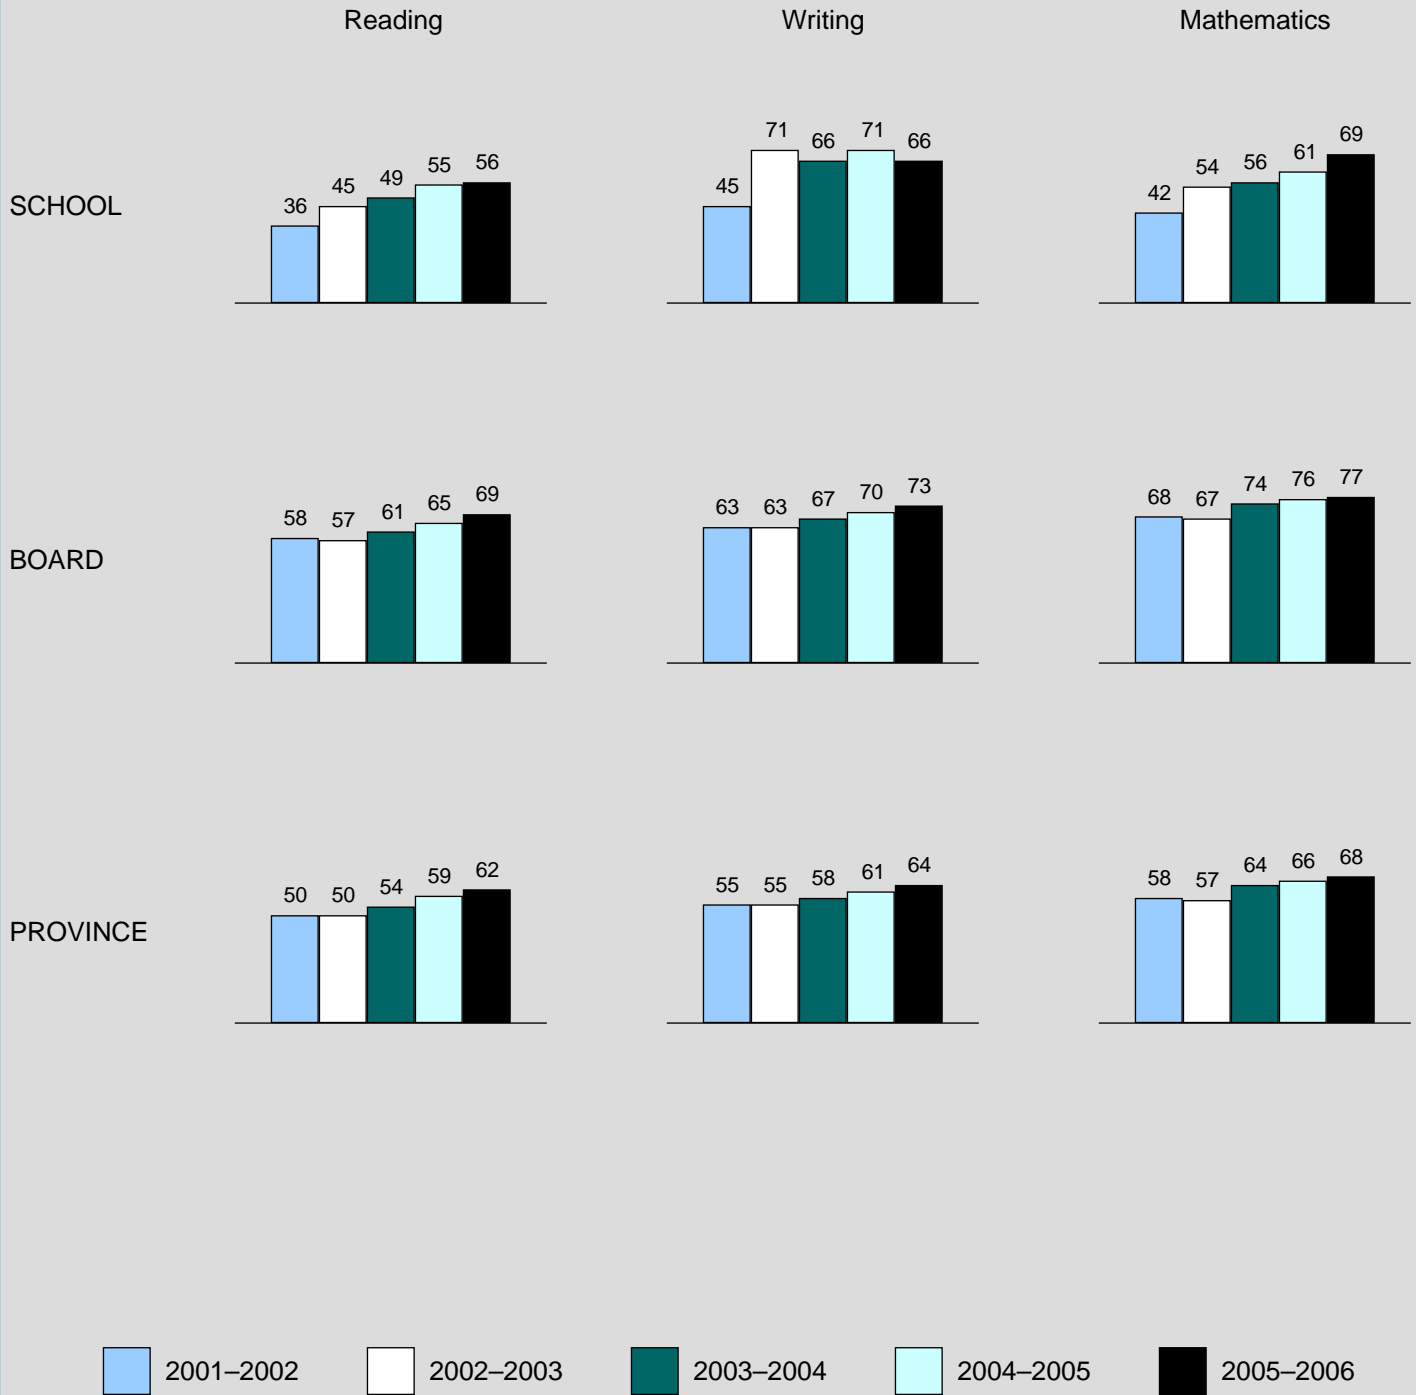 Reading Writing Mathematics
SCHOOL
36 45 49 55 56
45 71 66 71 66
42 54 56 61 69
BOARD
58 57 61 65 69
63 63 67 70 73
68 67 74 76 77
PROVINCE
50 50 54 59 62
55 55 58 61 64
58 57 64 66 68
2001–2002 2002–2003 2003–2004 2004–2005 2005–2006